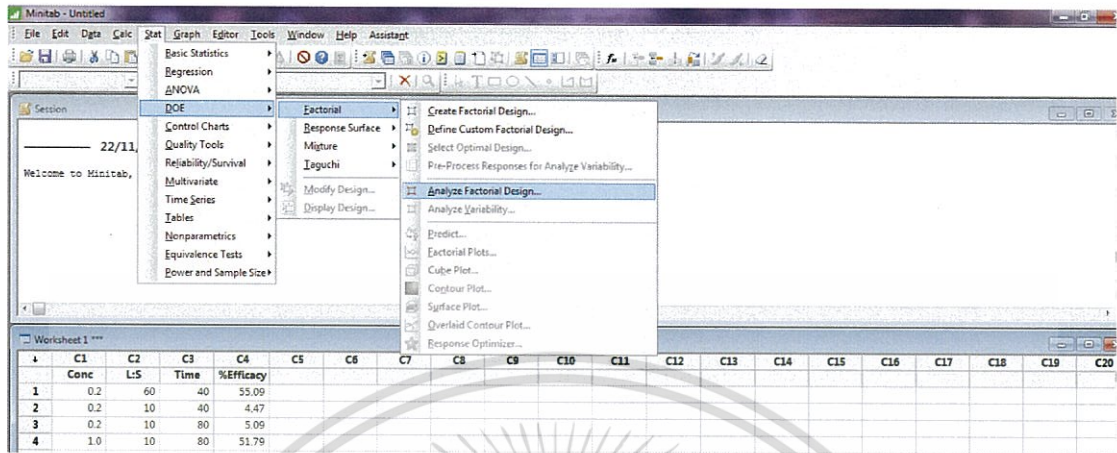 Minitab - Untitled
File Edit Data Calc Stat Graph Editor Tools Window Help Assistant
Basic Statistics
Regression
ANOVA
DOE
Control Charts
Quality Tools
Reliability/Survival
Multivariate
Time Series
Tables
Nonparametrics
Equivalence Tests
Power and Sample Size
Factorial
Response Surface
Mixture
Taguchi
Modify Design...
Display Design...
Create Factorial Design...
Define Custom Factorial Design...
Select Optimal Design...
Pre-Process Responses for Analyze Variability...
Analyze Factorial Design...
Analyze Variability...
Predict...
Factorial Plots...
Cube Plot...
Contour Plot...
Surface Plot...
Overlaid Contour Plot...
Response Optimizer...
Session
22/11/
Welcome to Minitab,
Worksheet 1 ***
C1 C2 C3 C4 C5 C6 C7 C8 C9 C10 C11 C12 C13 C14 C15 C16 C17 C18 C19 C20
Conc L:S Time %Efficacy
1 0.2 60 40 55.09
2 0.2 10 40 4.47
3 0.2 10 80 5.09
4 1.0 10 80 51.79